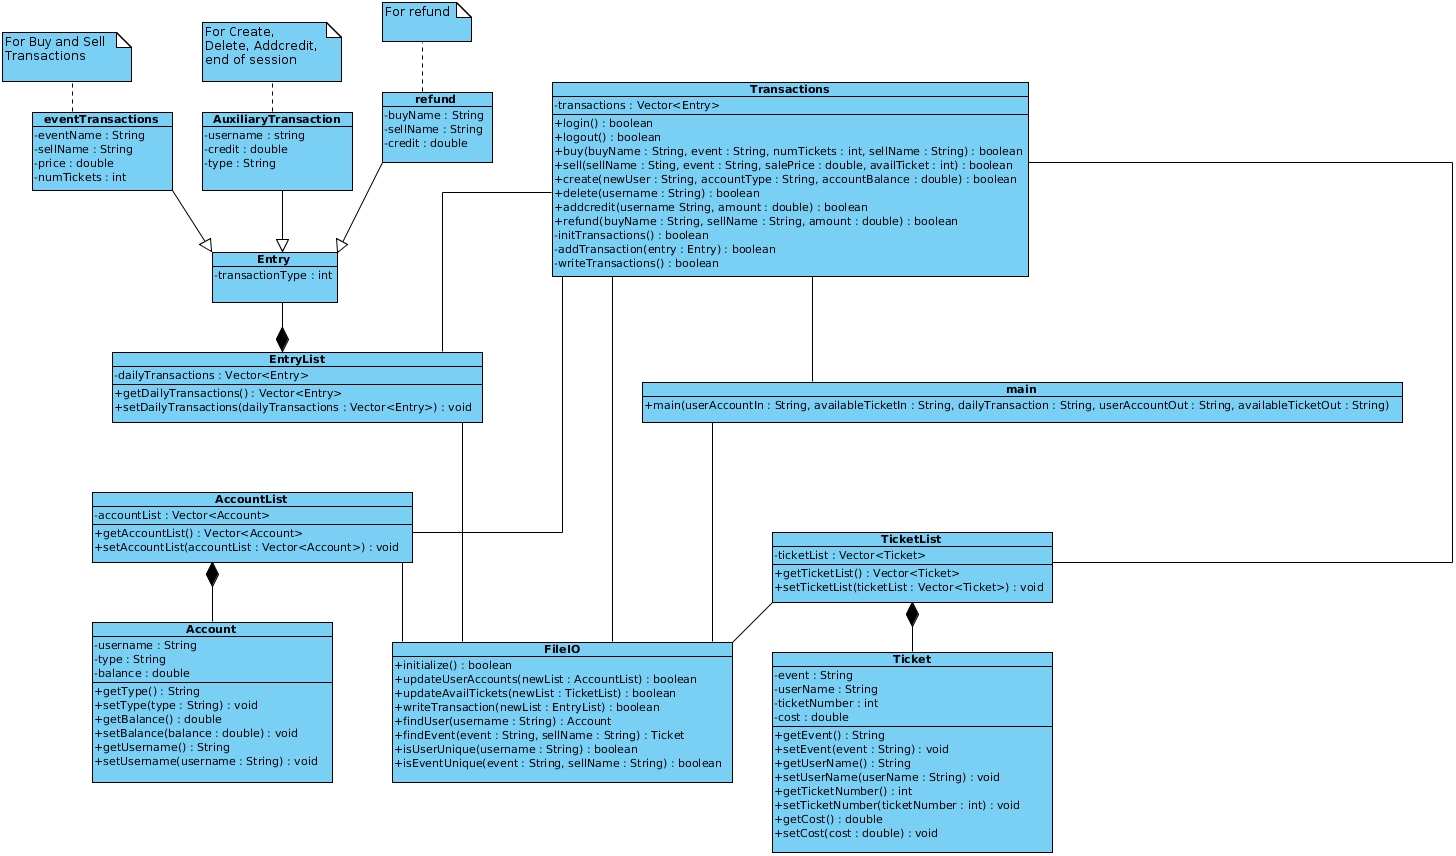 For refund
For Create,
Delete, Addcredit,
end of session
For Buy and Sell
Transactions
eventTransactions
-eventName : String
-sellName : String
-price : double
-numTickets : int
AuxiliaryTransaction
-username : string
-credit : double
-type : String
refund
-buyName : String
-sellName : String
-credit : double
Transactions
-transactions : Vector<Entry>
+login() : boolean
+logout() : boolean
+buy(buyName : String, event : String, numTickets : int, sellName : String) : boolean
+sell(sellName : Sting, event : String, salePrice : double, availTicket : int) : boolean
+create(newUser : String, accountType : String, accountBalance : double) : boolean
+delete(username : String) : boolean
+addcredit(username String, amount : double) : boolean
+refund(buyName : String, sellName : String, amount : double) : boolean
-initTransactions() : boolean
-addTransaction(entry : Entry) : boolean
-writeTransactions() : boolean
Entry
-transactionType : int
EntryList
-dailyTransactions : Vector<Entry>
+getDailyTransactions() : Vector<Entry>
+setDailyTransactions(dailyTransactions : Vector<Entry>) : void
main
+main(userAccountIn : String, availableTicketIn : String, dailyTransaction : String, userAccountOut : String, availableTicketOut : String)
AccountList
-accountList : Vector<Account>
+getAccountList() : Vector<Account>
+setAccountList(accountList : Vector<Account>) : void
TicketList
-ticketList : Vector<Ticket>
+getTicketList() : Vector<Ticket>
+setTicketList(ticketList : Vector<Ticket>) : void
Account
-username : String
-type : String
-balance : double
+getType() : String
+setType(type : String) : void
+getBalance() : double
+setBalance(balance : double) : void
+getUsername() : String
+setUsername(username : String) : void
FileIO
+initialize() : boolean
+updateUserAccounts(newList : AccountList) : boolean
+updateAvailTickets(newList : TicketList) : boolean
+writeTransaction(newList : EntryList) : boolean
+findUser(username : String) : Account
+findEvent(event : String, sellName : String) : Ticket
+isUserUnique(username : String) : boolean
+isEventUnique(event : String, sellName : String) : boolean
Ticket
-event : String
-userName : String
-ticketNumber : int
-cost : double
+getEvent() : String
+setEvent(event : String) : void
+getUserName() : String
+setUserName(userName : String) : void
+getTicketNumber() : int
+setTicketNumber(ticketNumber : int) : void
+getCost() : double
+setCost(cost : double) : void